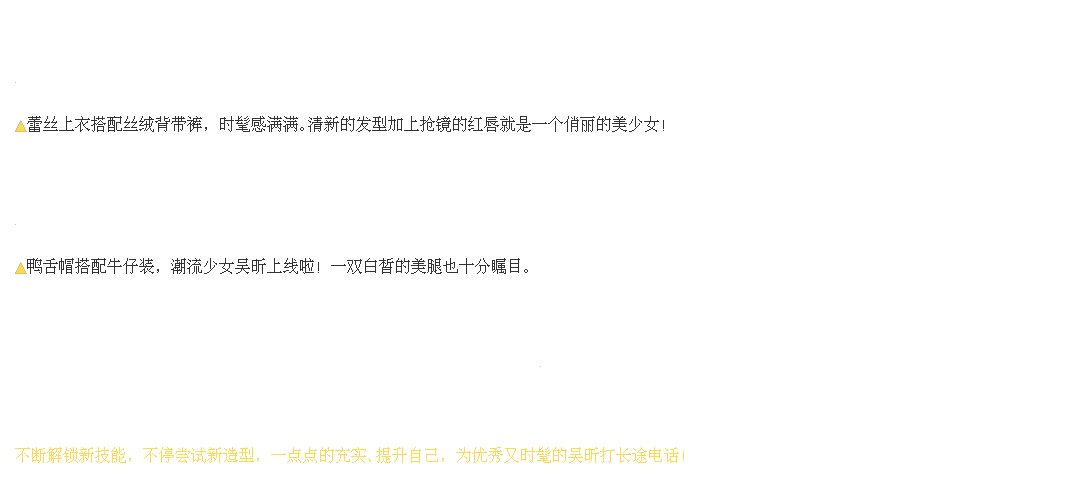 ▲蕾丝上衣搭配丝绒背带裤，时髦感满满。清新的发型加上抢镜的红唇就是一个俏丽的美少女！
▲鸭舌帽搭配牛仔装，潮流少女吴昕上线啦！一双白皙的美腿也十分瞩目。
不断解锁新技能，不停尝试新造型，一点点的充实、提升自己，为优秀又时髦的吴昕打长途电话！